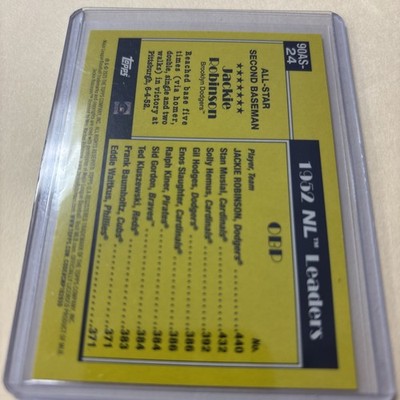 90AS-
24
ALL-STAR
SECOND BASEMAN
★★★★★★★
Jackie
Robinson
Brooklyn Dodgers™
Reached base five
times (via homer,
double, single and two
walks) in victory at
Pittsburgh, 6-4-52.
Topps
1952 NL™ Leaders
OBP
Player, Team No.
JACKIE ROBINSON, Dodgers .440
Stan Musial, Cardinals .432
Solly Hemus, Cardinals .392
Gil Hodges, Dodgers .386
Enos Slaughter, Cardinals .386
Ralph Kiner, Pirates .384
Sid Gordon, Braves .384
Ted Kluszewski, Reds .383
Frank Baumholtz, Cubs .371
Eddie Waitkus, Phillies .371